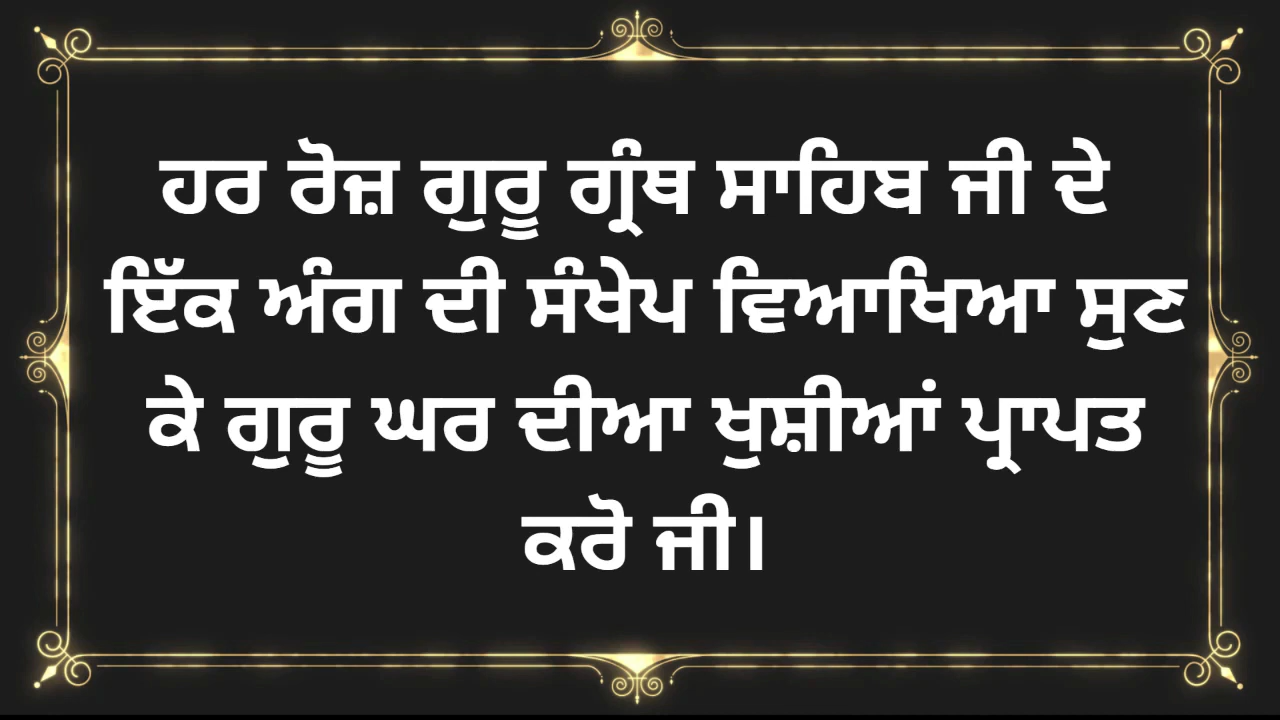 ਹਰ ਰੋਜ਼ ਗੁਰੂ ਗ੍ਰੰਥ ਸਾਹਿਬ ਜੀ ਦੇ
ਇੱਕ ਅੰਗ ਦੀ ਸੰਖੇਪ ਵਿਆਖਿਆ ਸੁਣ
ਕੇ ਗੁਰੂ ਘਰ ਦੀਆ ਖੁਸ਼ੀਆਂ ਪ੍ਰਾਪਤ
ਕਰੋ ਜੀ।